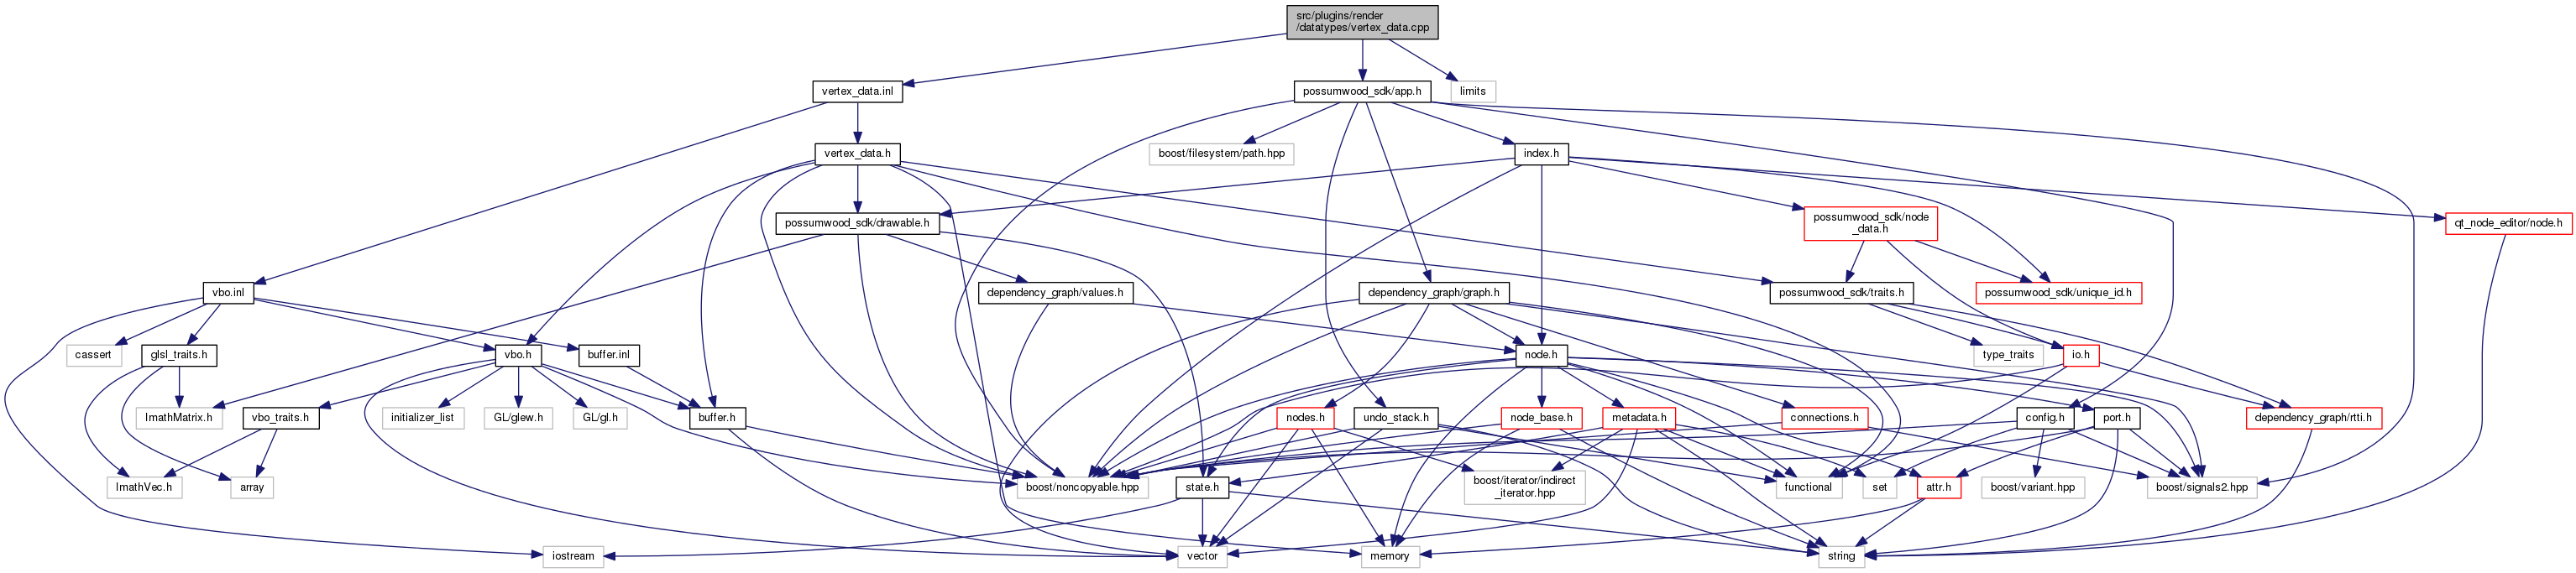 src/plugins/render
/datatypes/vertex_data.cpp
vertex_data.inl
possumwood_sdk/app.h
limits
vertex_data.h
boost/filesystem/path.hpp
index.h
possumwood_sdk/drawable.h
possumwood_sdk/node
_data.h
qt_node_editor/node.h
vbo.inl
dependency_graph/values.h
dependency_graph/graph.h
possumwood_sdk/traits.h
possumwood_sdk/unique_id.h
cassert
glsl_traits.h
vbo.h
buffer.inl
node.h
type_traits
io.h
ImathMatrix.h
vbo_traits.h
initializer_list
GL/glew.h
GL/gl.h
buffer.h
nodes.h
undo_stack.h
node_base.h
metadata.h
connections.h
config.h
port.h
dependency_graph/rtti.h
ImathVec.h
array
boost/noncopyable.hpp
state.h
boost/iterator/indirect
_iterator.hpp
functional
set
attr.h
boost/variant.hpp
boost/signals2.hpp
iostream
vector
memory
string